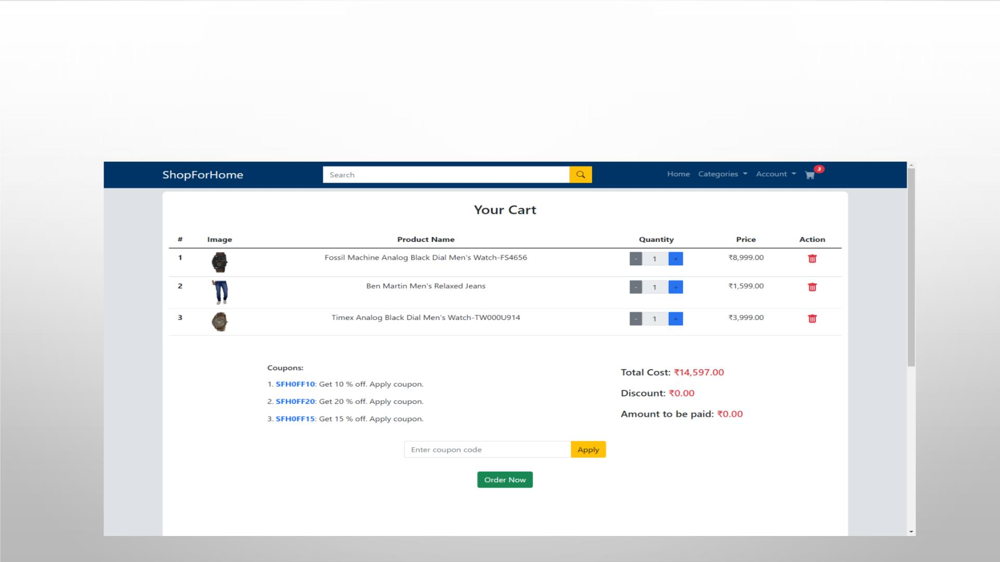 ShopForHome Search Home Categories Account 3
Your Cart
# Image Product Name Quantity Price Action
1 Fossil Machine Analog Black Dial Men's Watch-FS4656 - 1 + ₹8,999.00
2 Ben Martin Men's Relaxed Jeans - 1 + ₹1,599.00
3 Timex Analog Black Dial Men's Watch-TW000U914 - 1 + ₹3,999.00
Coupons:
1. SFHOFF10: Get 10 % off. Apply coupon.
2. SFHOFF20: Get 20 % off. Apply coupon.
3. SFHOFF15: Get 15 % off. Apply coupon.
Total Cost: ₹14,597.00
Discount: ₹0.00
Amount to be paid: ₹0.00
Enter coupon code Apply
Order Now